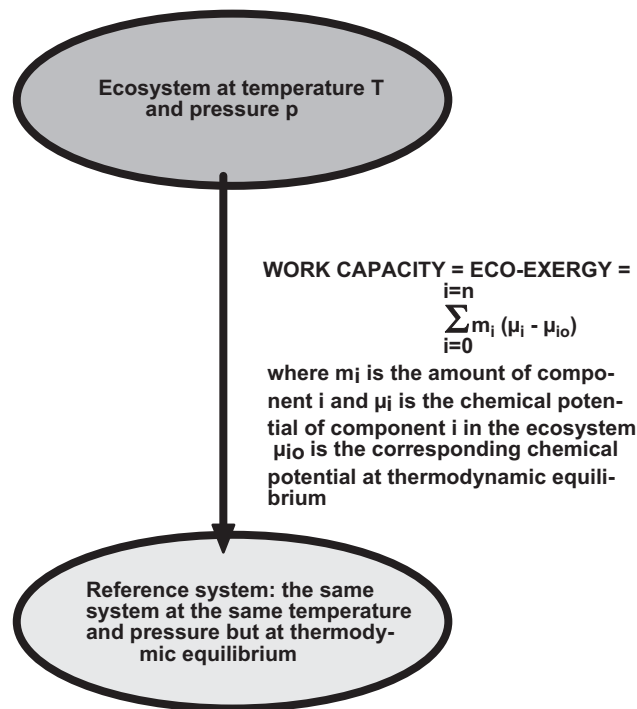 Ecosystem at temperature T
and pressure p
WORK CAPACITY = ECO-EXERGY =
i=n
Σ mᵢ (µᵢ - µᵢₒ)
i=0
where mi is the amount of compo-
nent i and µi is the chemical poten-
tial of component i in the ecosystem
µio is the corresponding chemical
potential at thermodynamic equili-
brium
Reference system: the same
system at the same temperature
and pressure but at thermody-
mic equilibrium